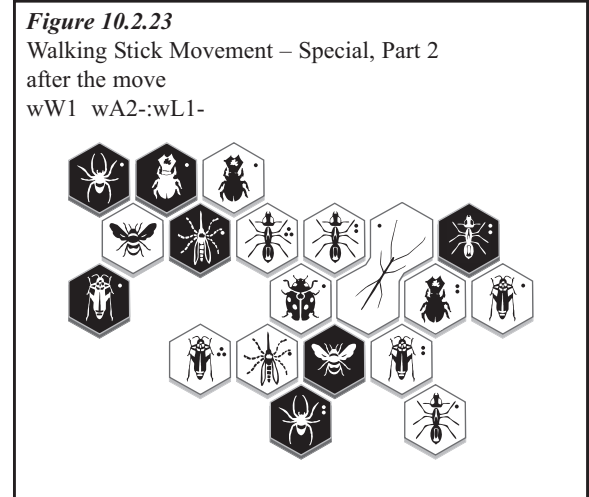 Figure 10.2.23
Walking Stick Movement – Special, Part 2
after the move
wW1 wA2-:wL1-